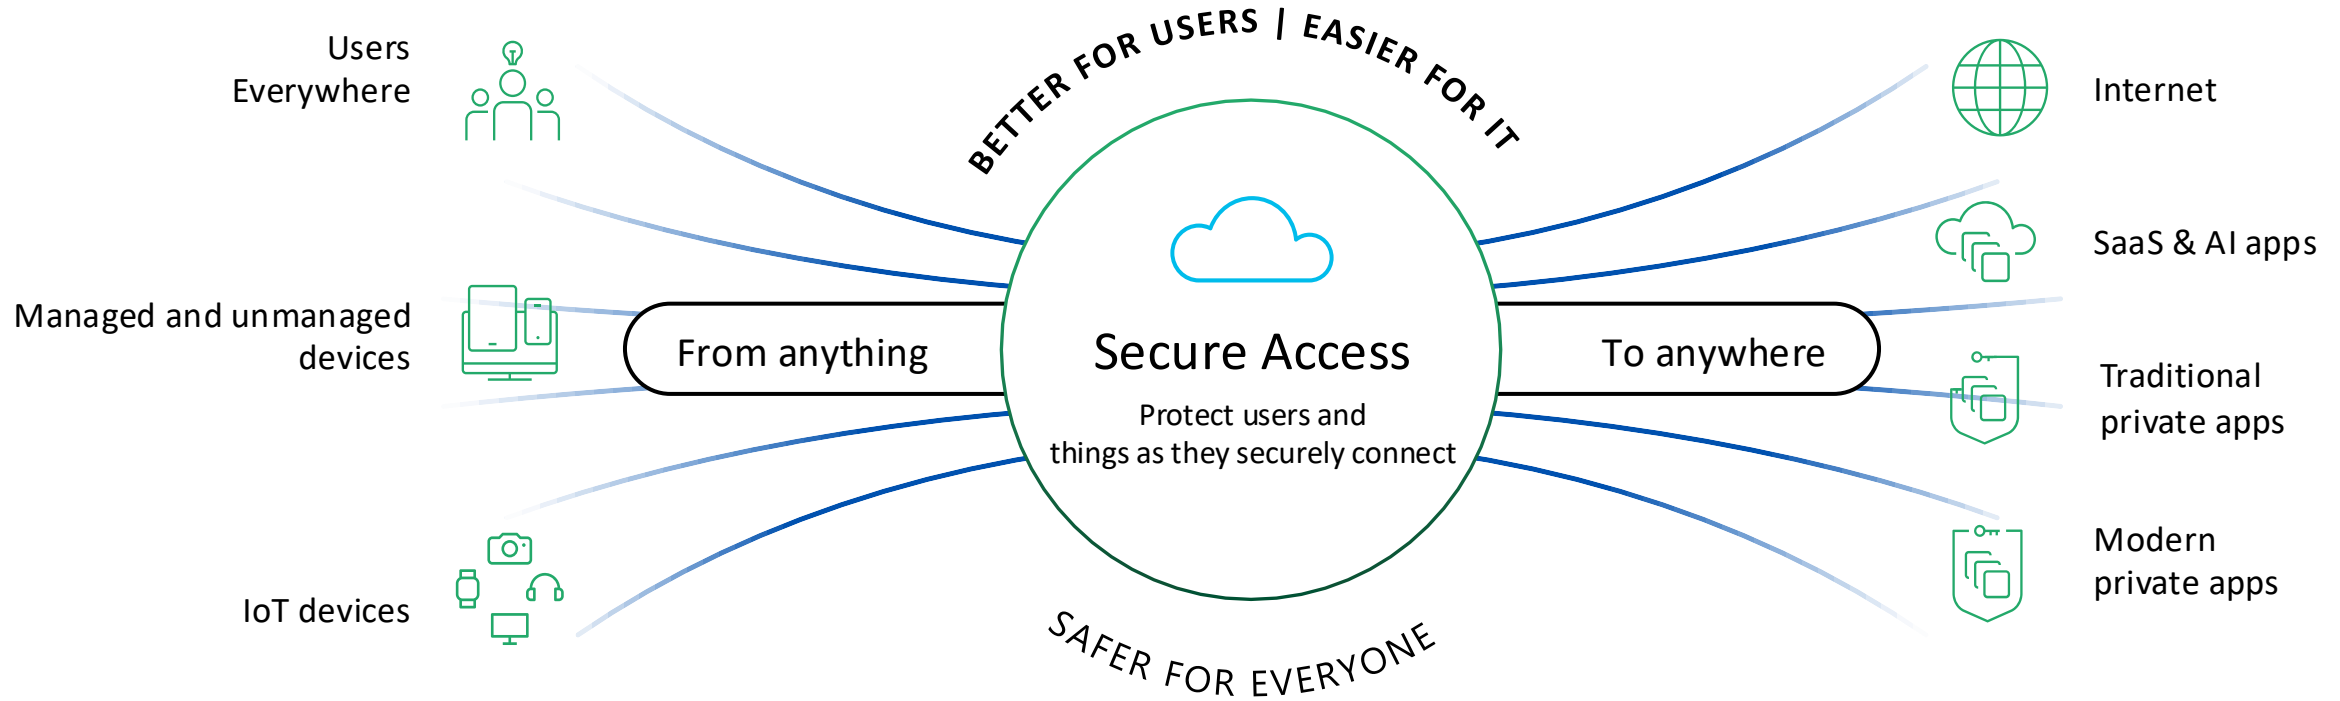 BETTER FOR USERS | EASIER FOR IT
Users
Everywhere
Managed and unmanaged
devices
IoT devices
From anything
Secure Access
Protect users and
things as they securely connect
To anywhere
Internet
SaaS & AI apps
Traditional
private apps
Modern
private apps
SAFER FOR EVERYONE